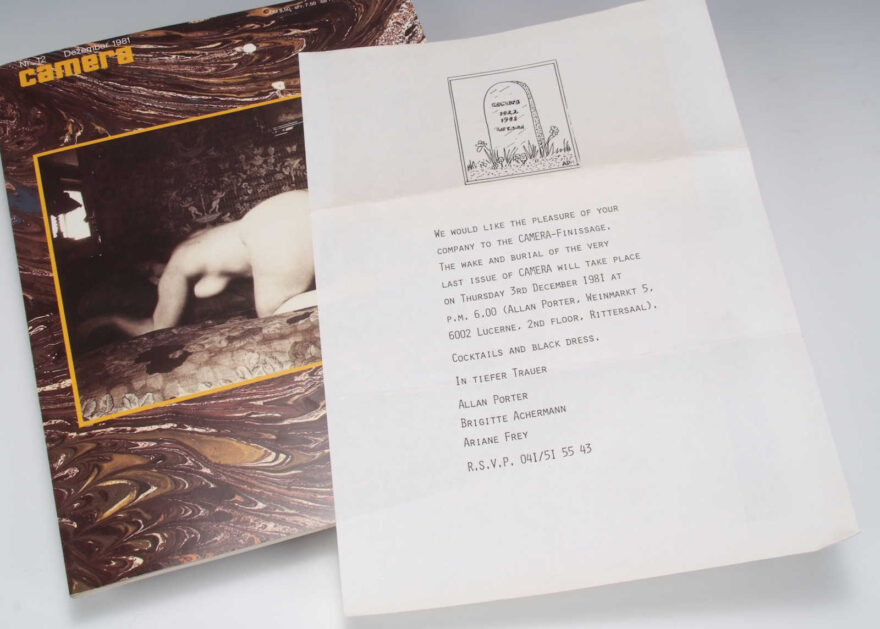 Nr. 12 Dezember 1981
camera
1922
1981
We would like the pleasure of your
company to the CAMERA-Finissage.
The wake and burial of the very
last issue of CAMERA will take place
on Thursday 3rd December 1981 at
p.m. 6.00 (Allan Porter, Weinmarkt 5,
6002 Lucerne, 2nd floor, Rittersaal).
Cocktails and black dress.
In tiefer Trauer
Allan Porter
Brigitte Achermann
Ariane Frey
R.S.V.P. 041/51 55 43